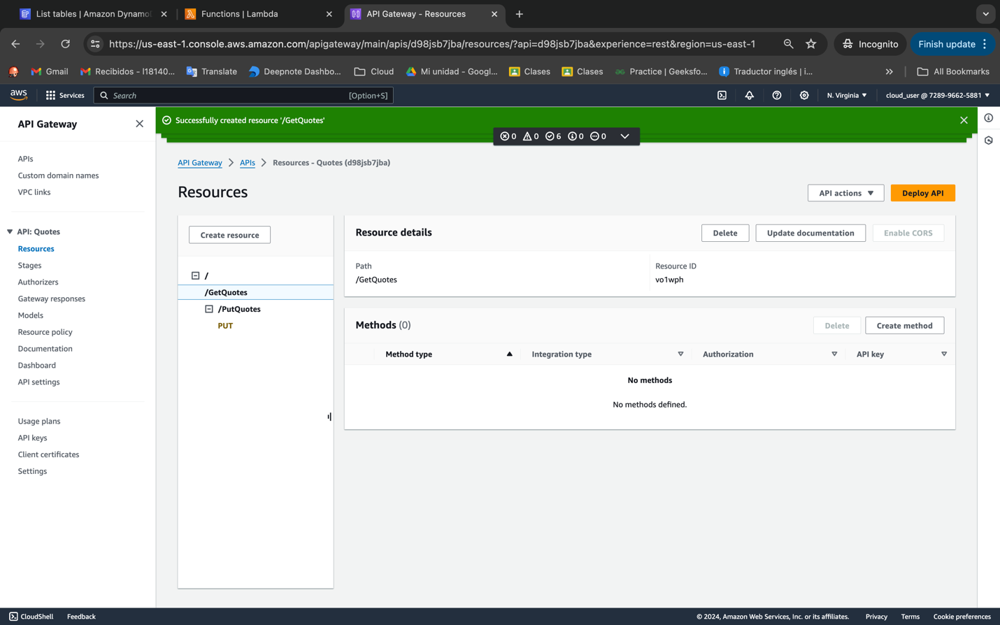 List tables | Amazon Dynamo
Functions | Lambda
API Gateway - Resources
https://us-east-1.console.aws.amazon.com/apigateway/main/apis/d98jsb7jba/resources/?api=d98jsb7jba&experience=rest&region=us-east-1
Incognito
Finish update
Gmail
Recibidos - l18140...
Translate
Deepnote Dashbo...
Cloud
Mi unidad - Googl...
Clases
Clases
Practice | Geeksfo...
Traductor inglés | i...
All Bookmarks
aws
Services
Search
[Option+S]
N. Virginia
cloud_user @ 7289-9662-5881
API Gateway
Successfully created resource '/GetQuotes'
0 0 6 0 0
APIs
Custom domain names
VPC links
API: Quotes
Resources
Stages
Authorizers
Gateway responses
Models
Resource policy
Documentation
Dashboard
API settings
Usage plans
API keys
Client certificates
Settings
API Gateway > APIs > Resources - Quotes (d98jsb7jba)
Resources
API actions
Deploy API
Create resource
/
/GetQuotes
/PutQuotes
PUT
Resource details
Delete
Update documentation
Enable CORS
Path
/GetQuotes
Resource ID
vo1wph
Methods (0)
Delete
Create method
Method type
Integration type
Authorization
API key
No methods
No methods defined.
CloudShell
Feedback
© 2024, Amazon Web Services, Inc. or its affiliates.
Privacy
Terms
Cookie preferences